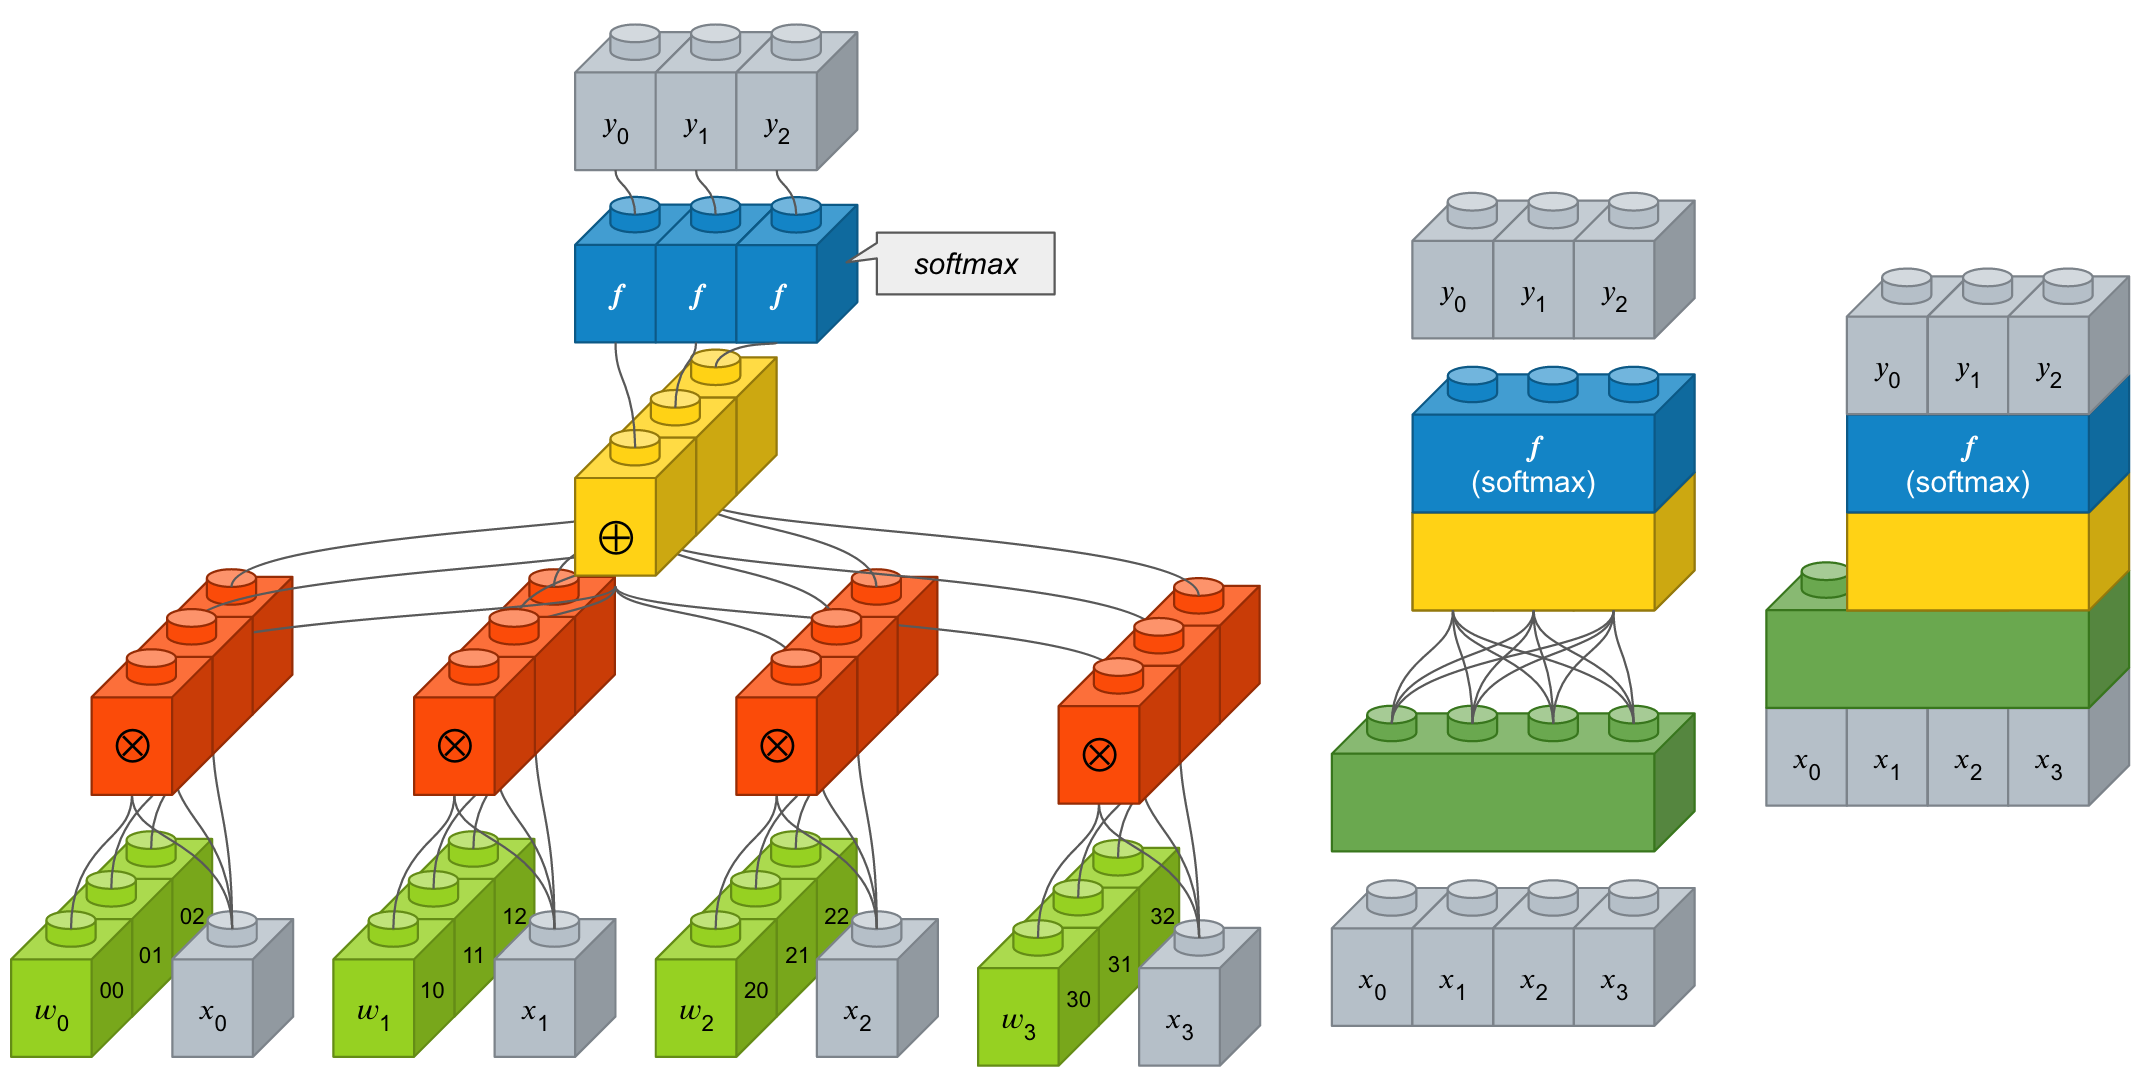 y0 y1 y2
f f f
softmax
⊕
⊗ ⊗ ⊗ ⊗
w0 00 01 02 x0
w1 10 11 12 x1
w2 20 21 22 x2
w3 30 31 32 x3
y0 y1 y2
f
(softmax)
x0 x1 x2 x3
y0 y1 y2
f
(softmax)
x0 x1 x2 x3